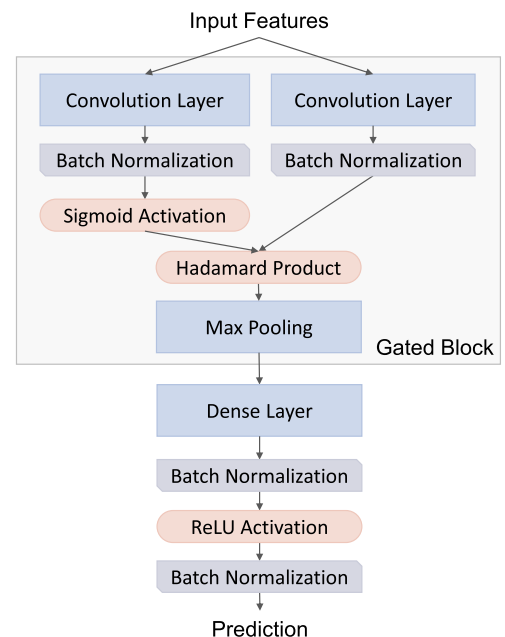 Input Features
Convolution Layer
Convolution Layer
Batch Normalization
Batch Normalization
Sigmoid Activation
Hadamard Product
Max Pooling
Gated Block
Dense Layer
Batch Normalization
ReLU Activation
Batch Normalization
Prediction